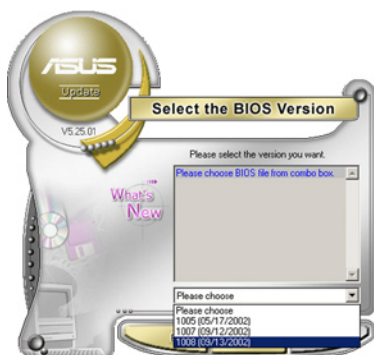 ASUS
Update
V5.25.01
Select the BIOS Version
Please select the version you want.
Please choose BIOS file from combo box.
What's
New
Please choose
Please choose
1005 (05/17/2002)
1007 (09/12/2002)
1008 (09/13/2002)